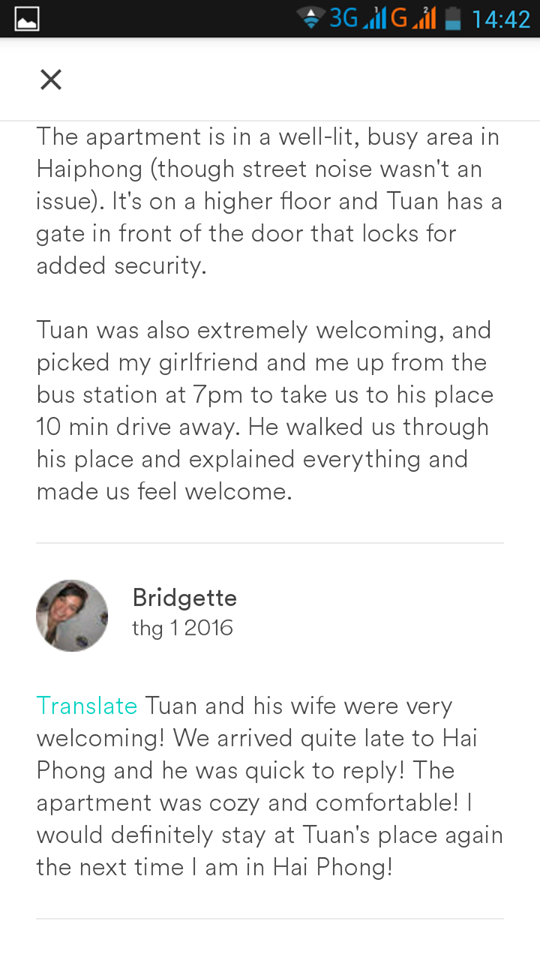 3G 1 G 2 14:42
The apartment is in a well-lit, busy area in
Haiphong (though street noise wasn't an
issue). It's on a higher floor and Tuan has a
gate in front of the door that locks for
added security.
Tuan was also extremely welcoming, and
picked my girlfriend and me up from the
bus station at 7pm to take us to his place
10 min drive away. He walked us through
his place and explained everything and
made us feel welcome.
Bridgette
thg 1 2016
Translate Tuan and his wife were very
welcoming! We arrived quite late to Hai
Phong and he was quick to reply! The
apartment was cozy and comfortable! I
would definitely stay at Tuan's place again
the next time I am in Hai Phong!